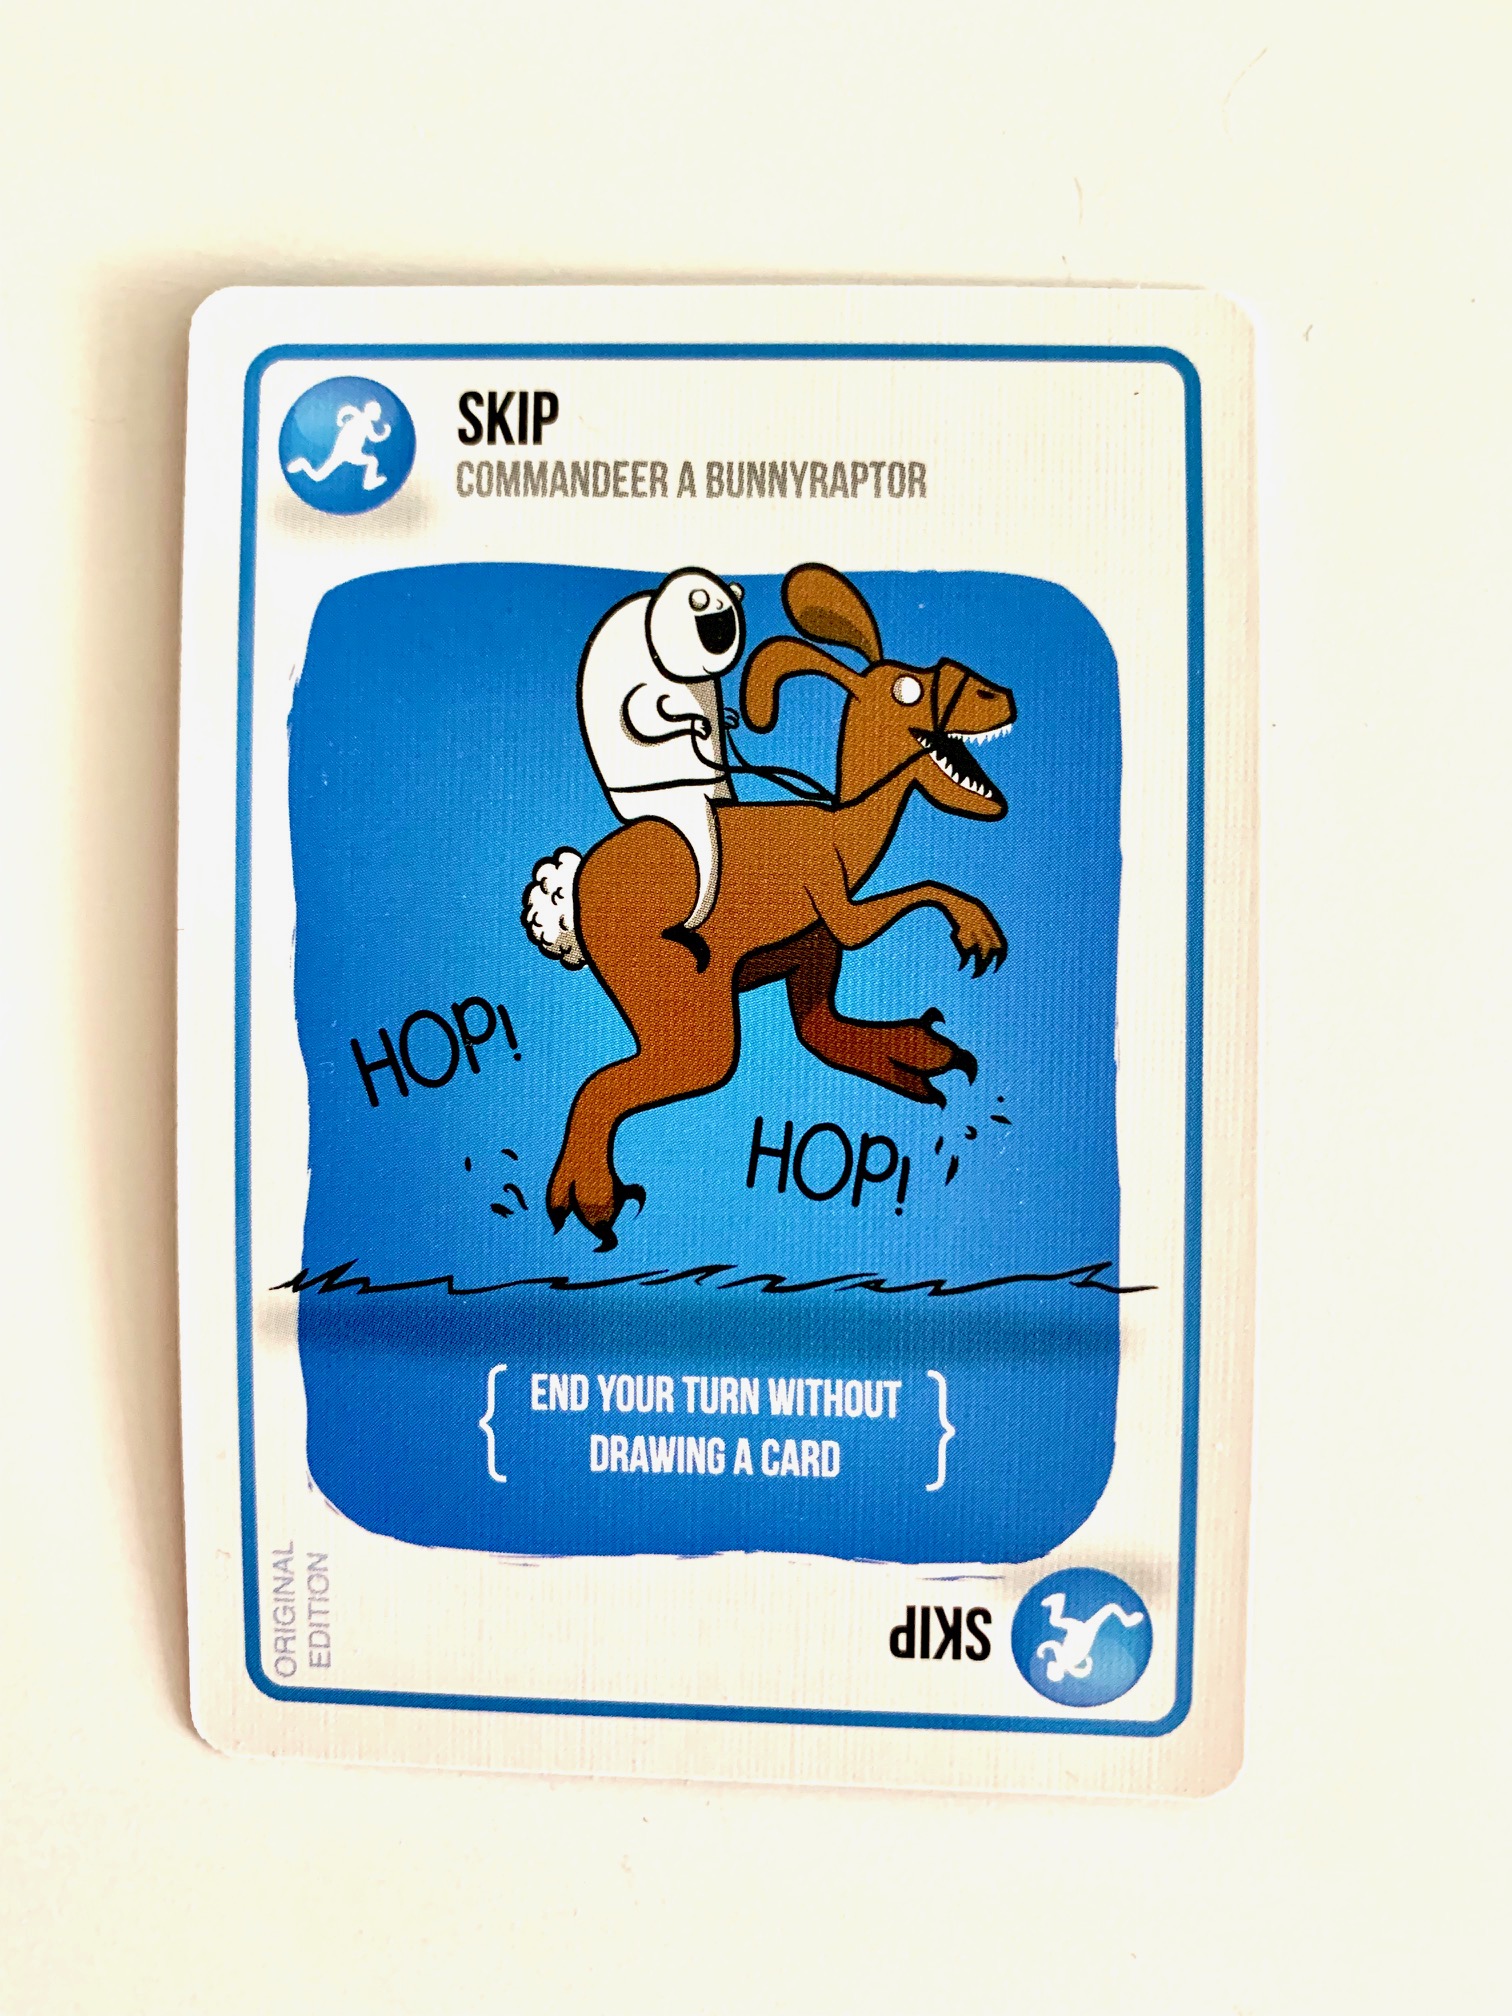 SKIP
COMMANDEER A BUNNYRAPTOR
HOP!
HOP!
END YOUR TURN WITHOUT
DRAWING A CARD
ORIGINAL
EDITION
SKIP